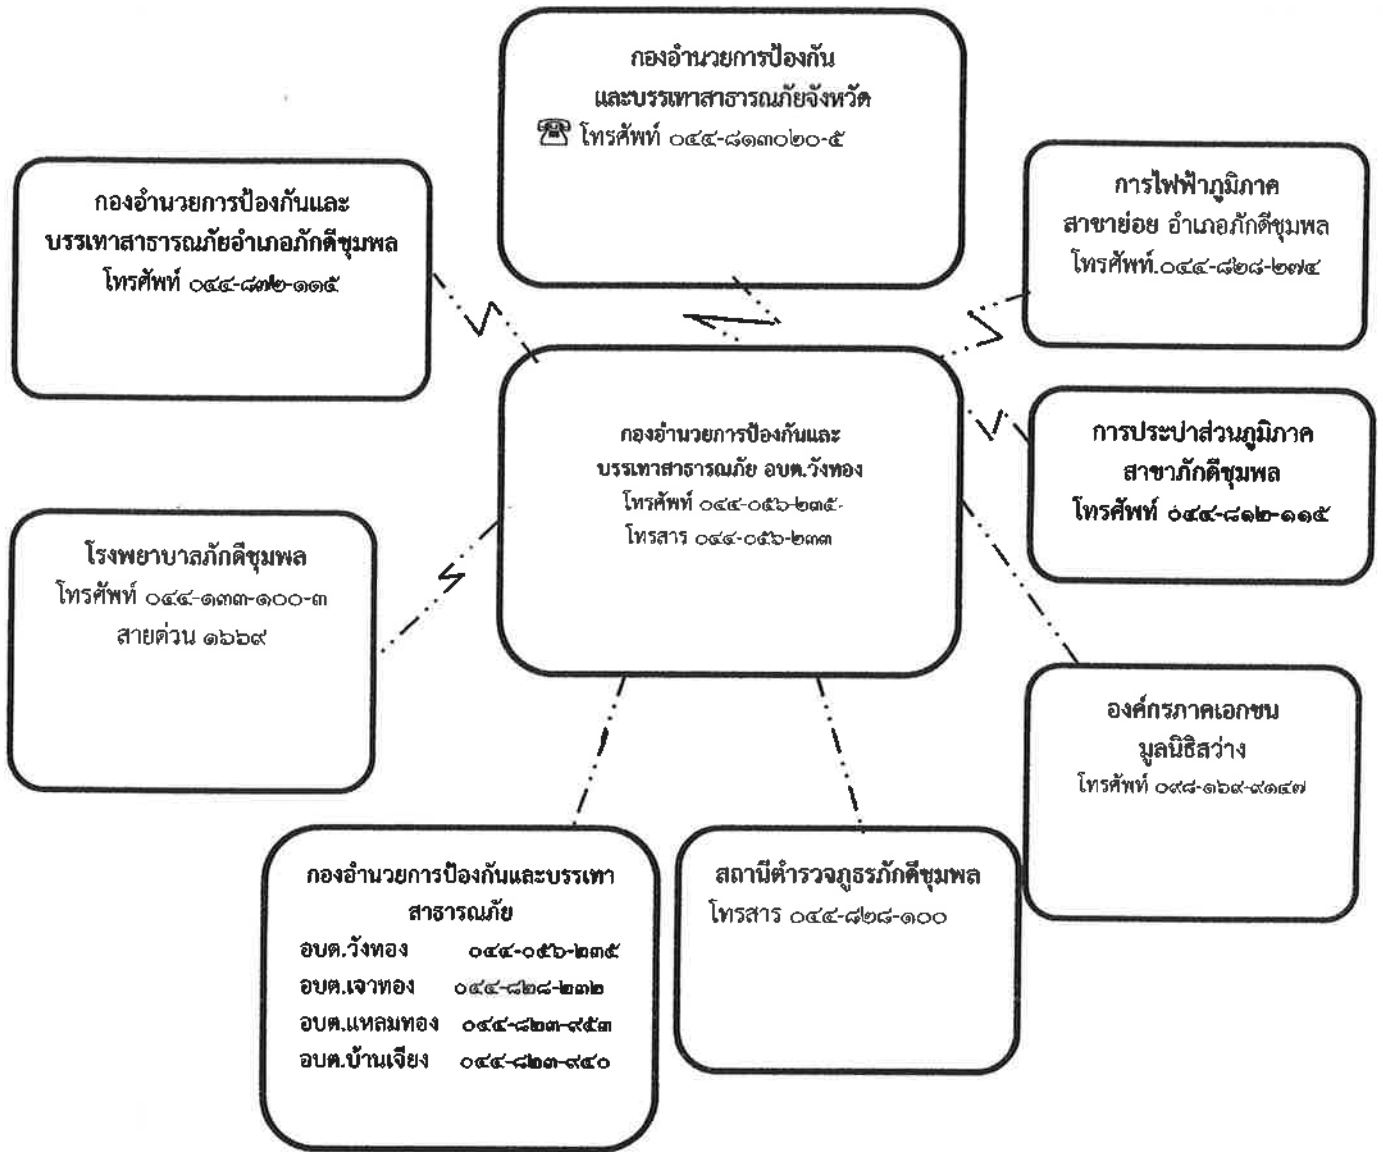 กองอำนวยการป้องกัน
และบรรเทาสาธารณภัยจังหวัด
โทรศัพท์ ๐๔๔-๘๑๓๐๒๐-๕
กองอำนวยการป้องกันและ
บรรเทาสาธารณภัยอำเภอภักดีชุมพล
โทรศัพท์ ๐๔๔-๘๗๒-๑๑๕
การไฟฟ้าภูมิภาค
สาขาย่อย อำเภอภักดีชุมพล
โทรศัพท์.๐๔๔-๘๒๘-๒๗๔
กองอำนวยการป้องกันและ
บรรเทาสาธารณภัย อบต.วังทอง
โทรศัพท์ ๐๔๔-๐๕๖-๒๓๕
โทรสาร ๐๔๔-๐๕๖-๒๓๓
การประปาส่วนภูมิภาค
สาขาภักดีชุมพล
โทรศัพท์ ๐๔๔-๘๑๒-๑๑๕
โรงพยาบาลภักดีชุมพล
โทรศัพท์ ๐๔๔-๑๓๓-๑๐๐-๓
สายด่วน ๑๖๖๙
องค์กรภาคเอกชน
มูลนิธิสว่าง
โทรศัพท์ ๐๙๘-๑๖๙-๙๑๔๗
กองอำนวยการป้องกันและบรรเทา
สาธารณภัย
อบต.วังทอง ๐๔๔-๐๕๖-๒๓๕
อบต.เจาทอง ๐๔๔-๘๒๘-๒๓๒
อบต.แหลมทอง ๐๔๔-๘๒๓-๙๕๓
อบต.บ้านเจียง ๐๔๔-๘๒๓-๙๔๐
สถานีตำรวจภูธรภักดีชุมพล
โทรสาร ๐๔๔-๘๒๘-๑๐๐